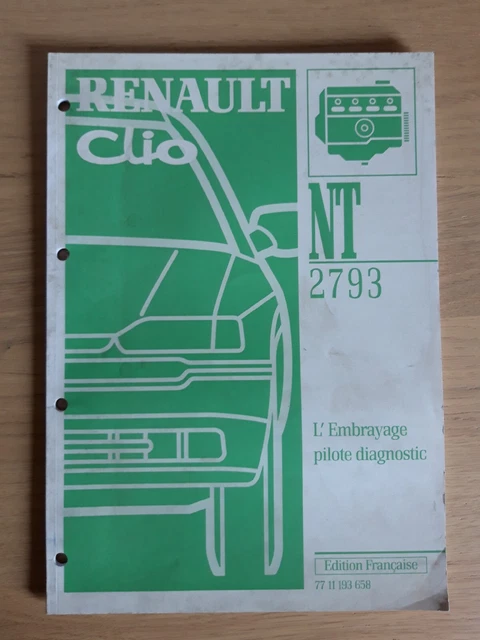 RENAULT
Clio
NT
2793
L'Embrayage
pilote diagnostic
Edition Française
77 11 193 658